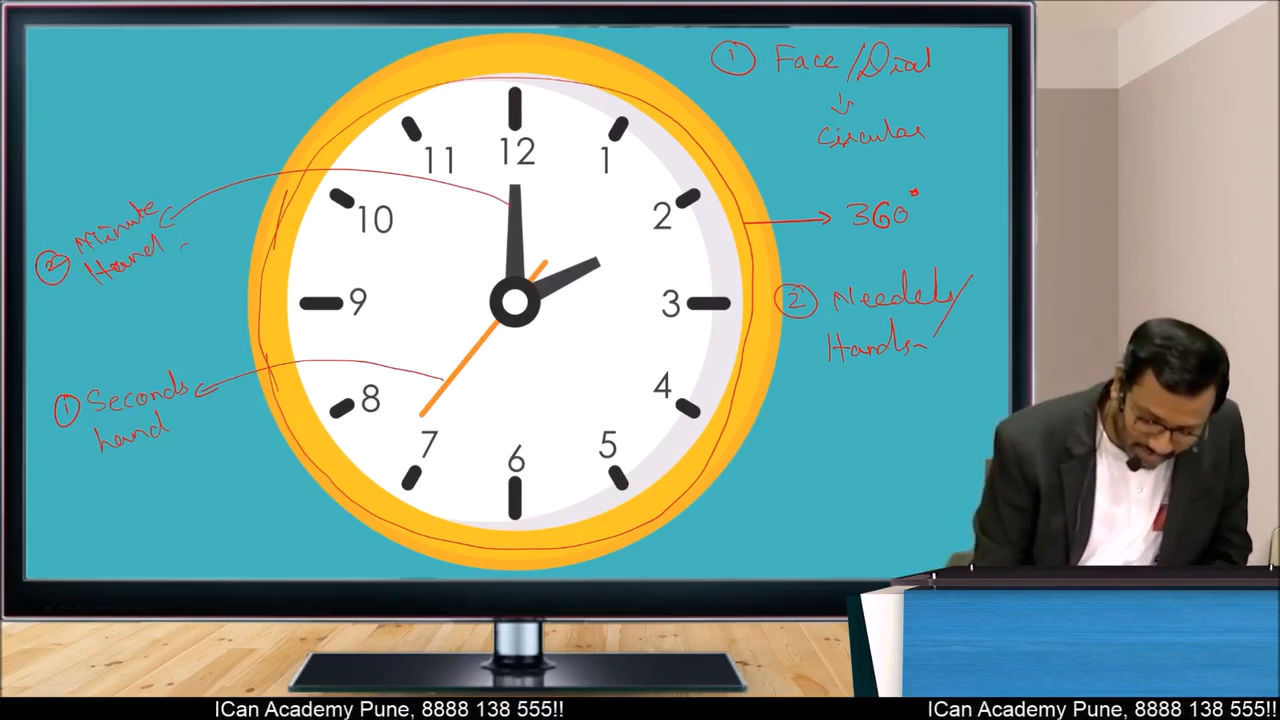 ① Face/Dial
↓
Circular
→ 360°
② Needels/
Hands
② Minute
Hand
① Seconds
hand
12
1
2
3
4
5
6
7
8
9
10
11
ICan Academy Pune, 8888 138 555!!
ICan Academy Pune, 8888 138 555!!